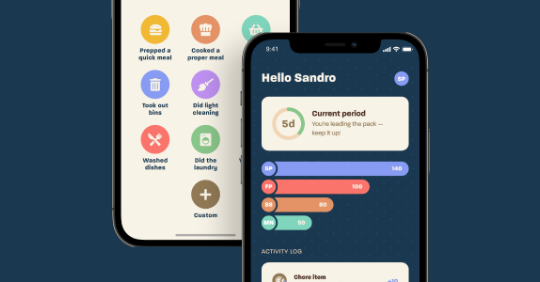 Prepped a
quick meal
Cooked a
proper meal
Took out
bins
Did light
cleaning
Washed
dishes
Did the
laundry
Custom
9:41
Hello Sandro
SP
5d
Current period
You're leading the pack —
keep it up!
SP
140
FP
100
SS
60
MN
50
ACTIVITY LOG
Chore item
+10